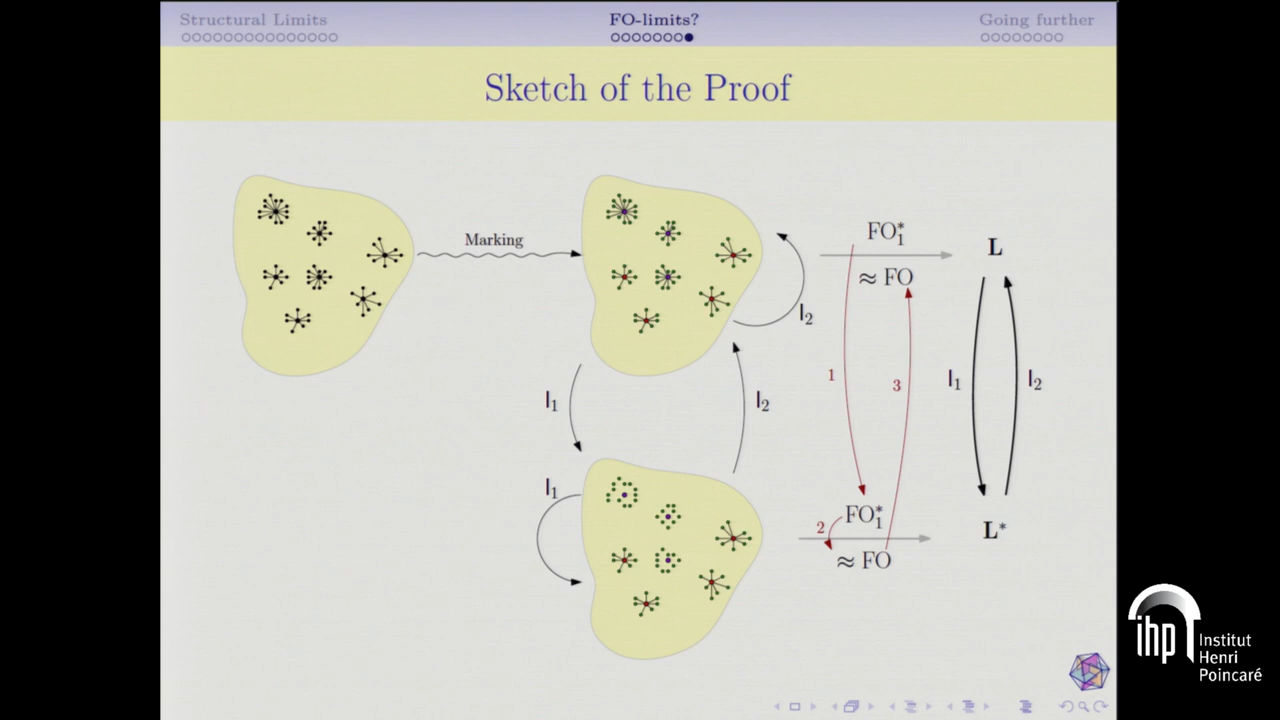 Structural Limits
FO-limits?
Going further
Sketch of the Proof
Marking
FO₁*
≈ FO
L
I₂
1
3
I₁
I₂
I₁
I₂
I₁
FO₁*
2
≈ FO
L*
ihp
Institut
Henri
Poincaré